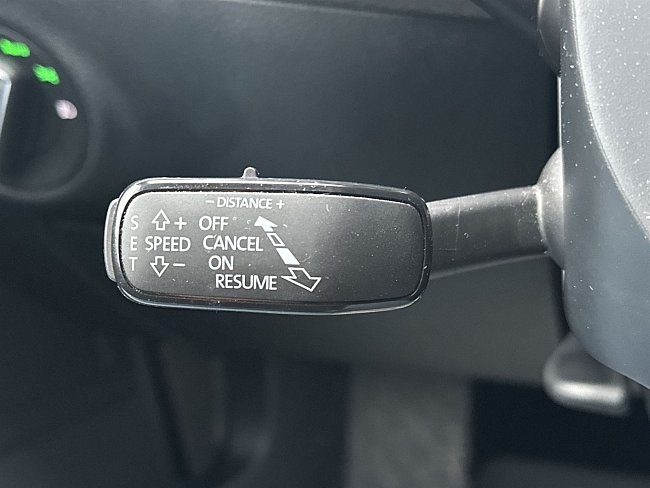 - DISTANCE +
S + OFF
E SPEED CANCEL
T - ON
RESUME